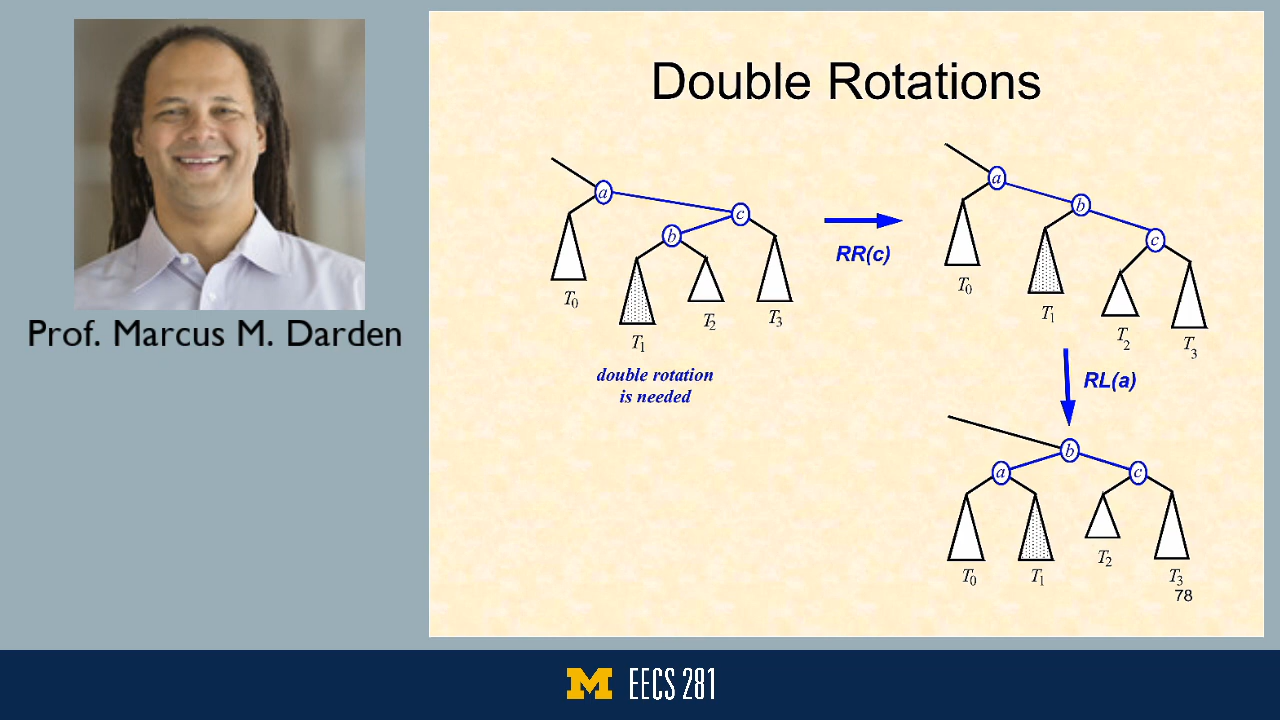 Double Rotations
a
c
b
T0
T1
T2
T3
double rotation
is needed
RR(c)
a
b
c
T0
T1
T2
T3
RL(a)
b
a
c
T0
T1
T2
T3
78
Prof. Marcus M. Darden
M EECS 281